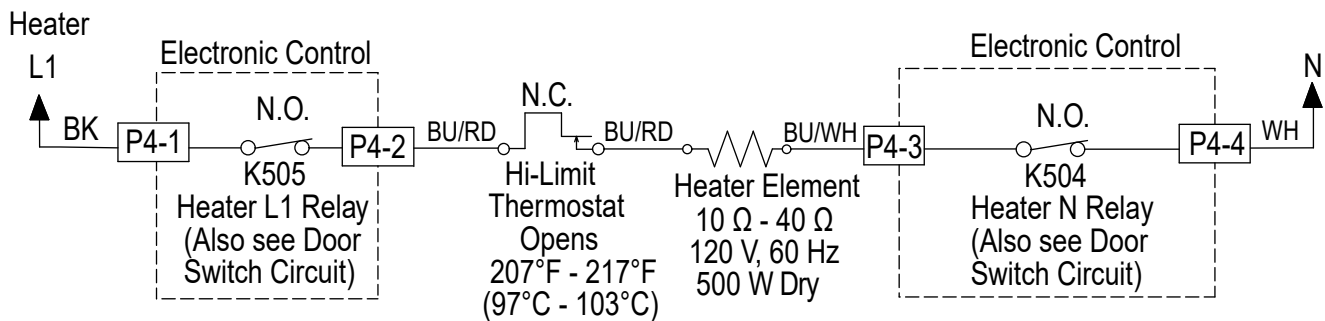 Heater
L1
BK
Electronic Control
P4-1
N.O.
K505
Heater L1 Relay
(Also see Door
Switch Circuit)
P4-2
BU/RD
N.C.
Hi-Limit
Thermostat
Opens
207°F - 217°F
(97°C - 103°C)
BU/RD
Heater Element
10 Ω - 40 Ω
120 V, 60 Hz
500 W Dry
BU/WH
Electronic Control
P4-3
N.O.
K504
Heater N Relay
(Also see Door
Switch Circuit)
P4-4
WH
N